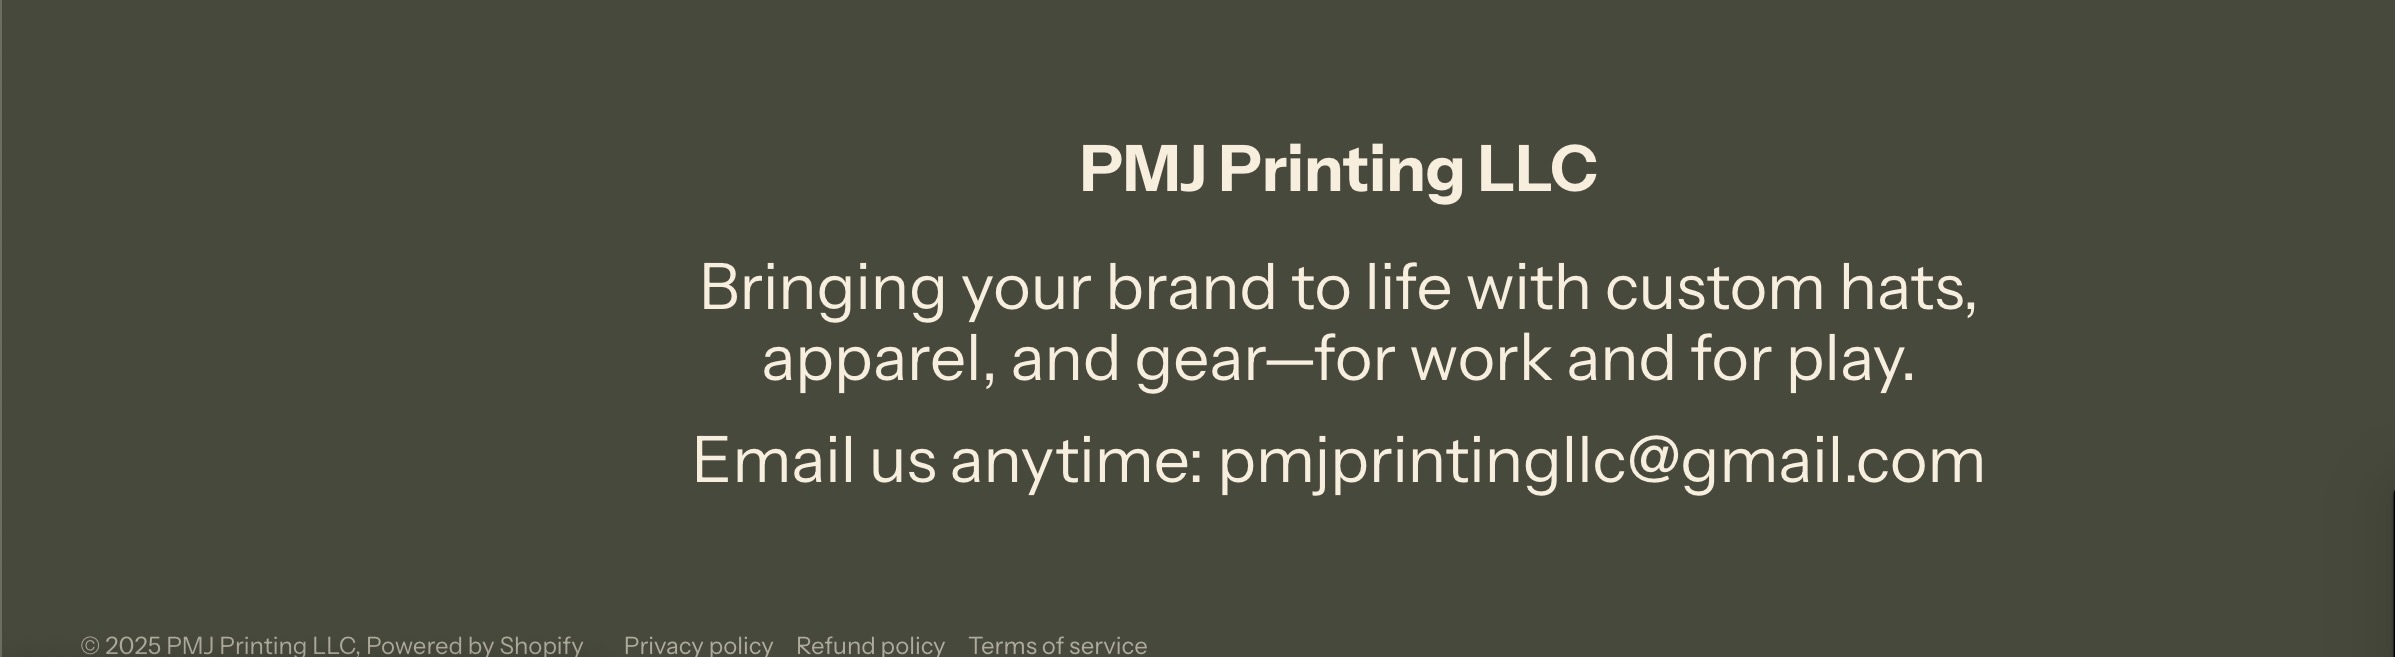 PMJ Printing LLC
Bringing your brand to life with custom hats,
apparel, and gear—for work and for play.
Email us anytime: pmjprintingllc@gmail.com
© 2025 PMJ Printing LLC, Powered by Shopify Privacy policy Refund policy Terms of service